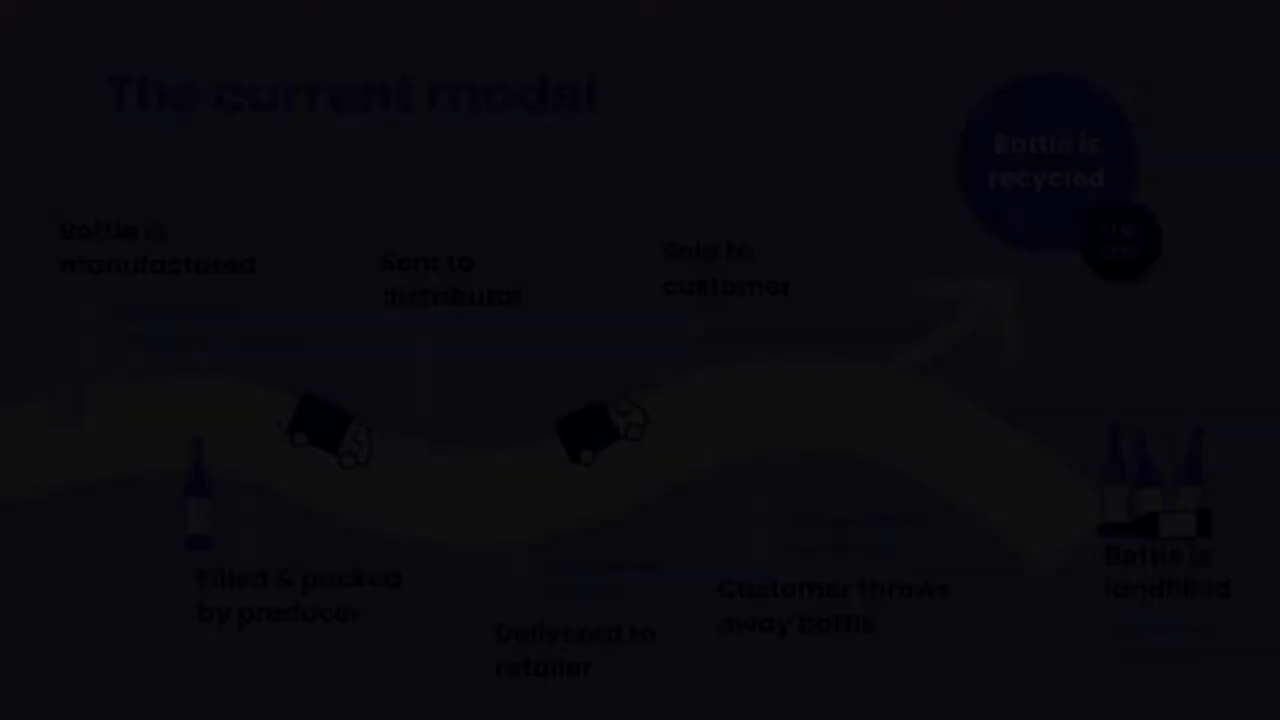 The current model
Bottle is
recycled
Bottle is
manufactured
Sent to
distributor
Sold to
customer
Filled & packed
by producer
Delivered to
retailer
Customer throws
away bottle
Bottle is
landfilled